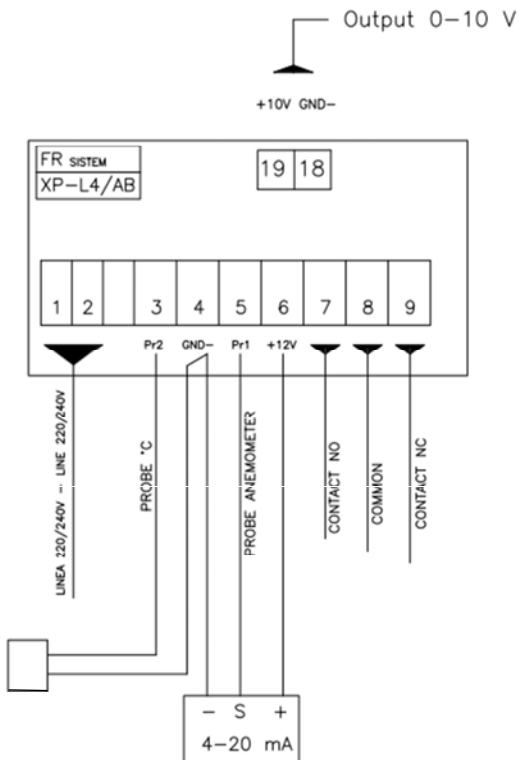 Output 0-10 V
+10V GND-
FR SISTEM
XP-L4/AB
19 18
1 2 3 4 5 6 7 8 9
Pr2 GND- Pr1 +12V
LINEA 220/240V - LINE 220/240V
PROBE °C
PROBE ANEMOMETER
CONTACT NO
COMMON
CONTACT NC
- S +
4-20 mA